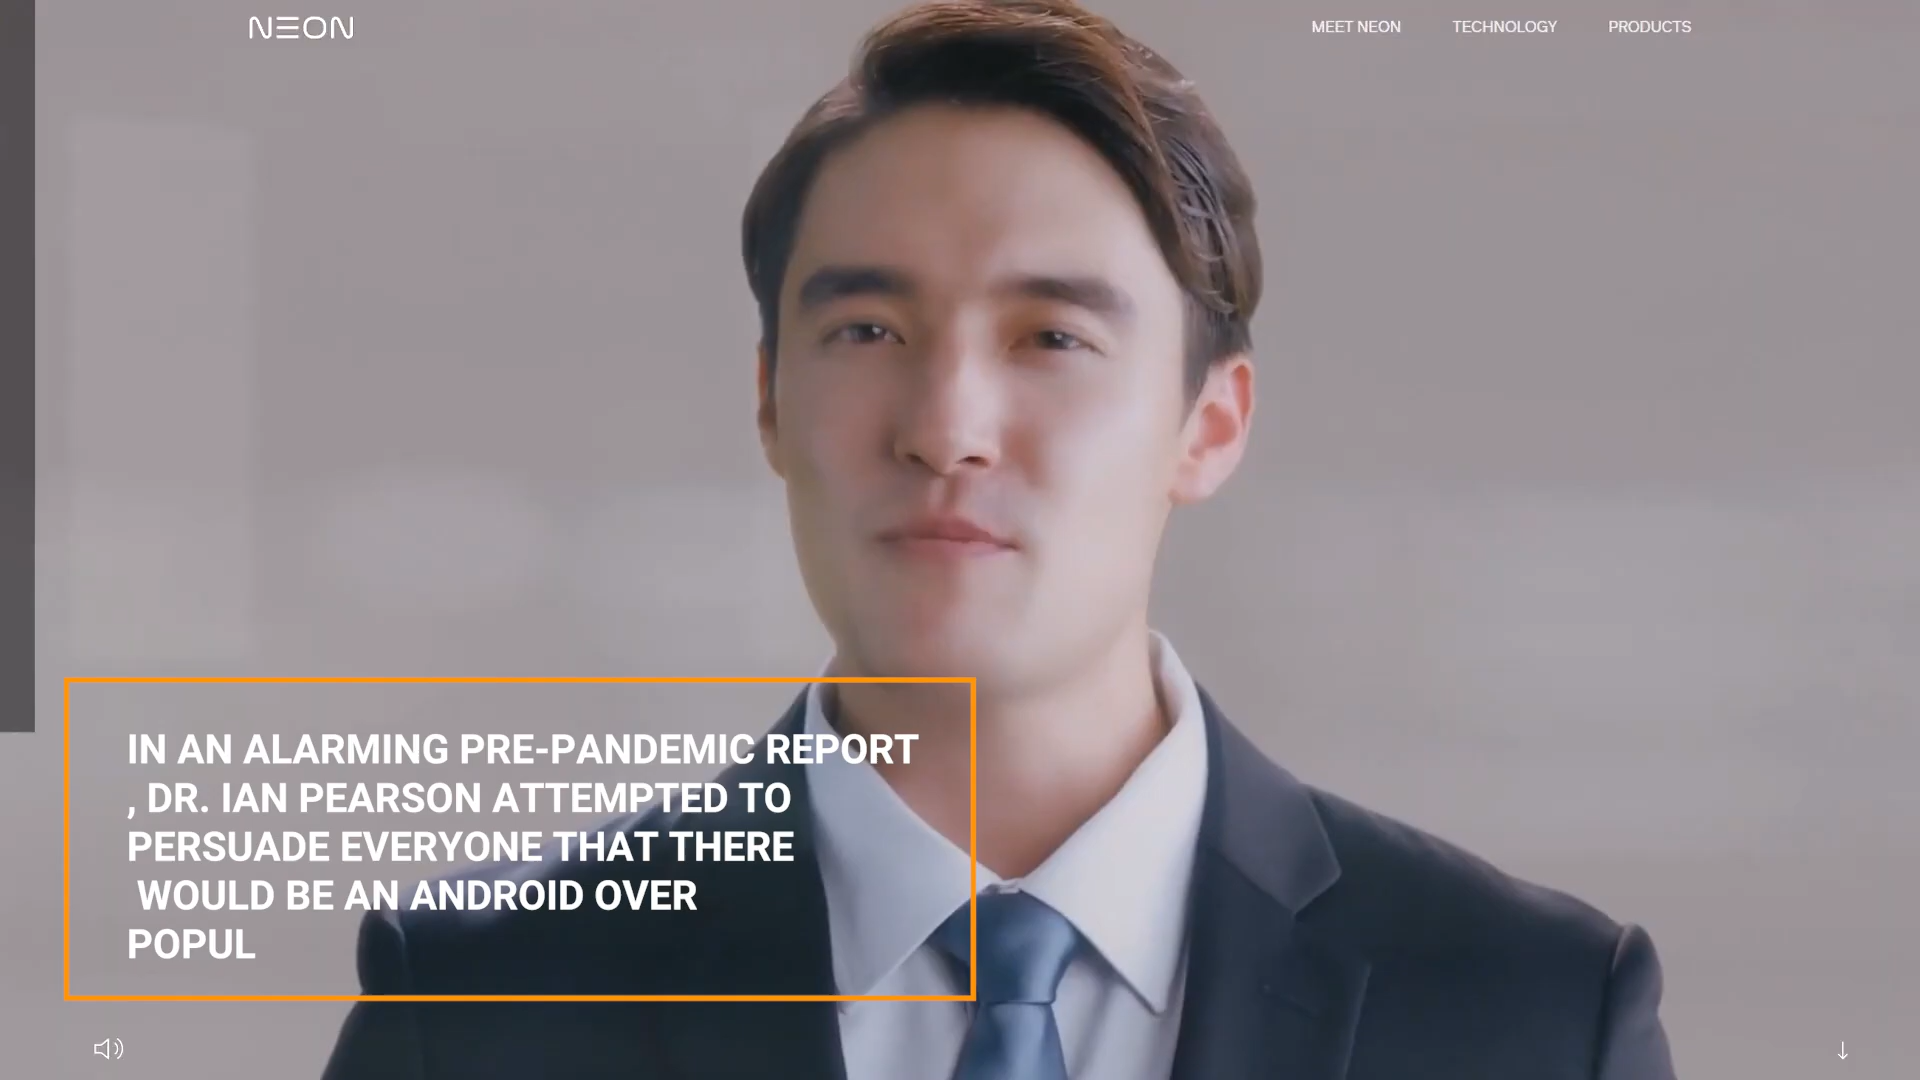 NEON
MEET NEON TECHNOLOGY PRODUCTS
IN AN ALARMING PRE-PANDEMIC REPORT
, DR. IAN PEARSON ATTEMPTED TO
PERSUADE EVERYONE THAT THERE
WOULD BE AN ANDROID OVER
POPUL